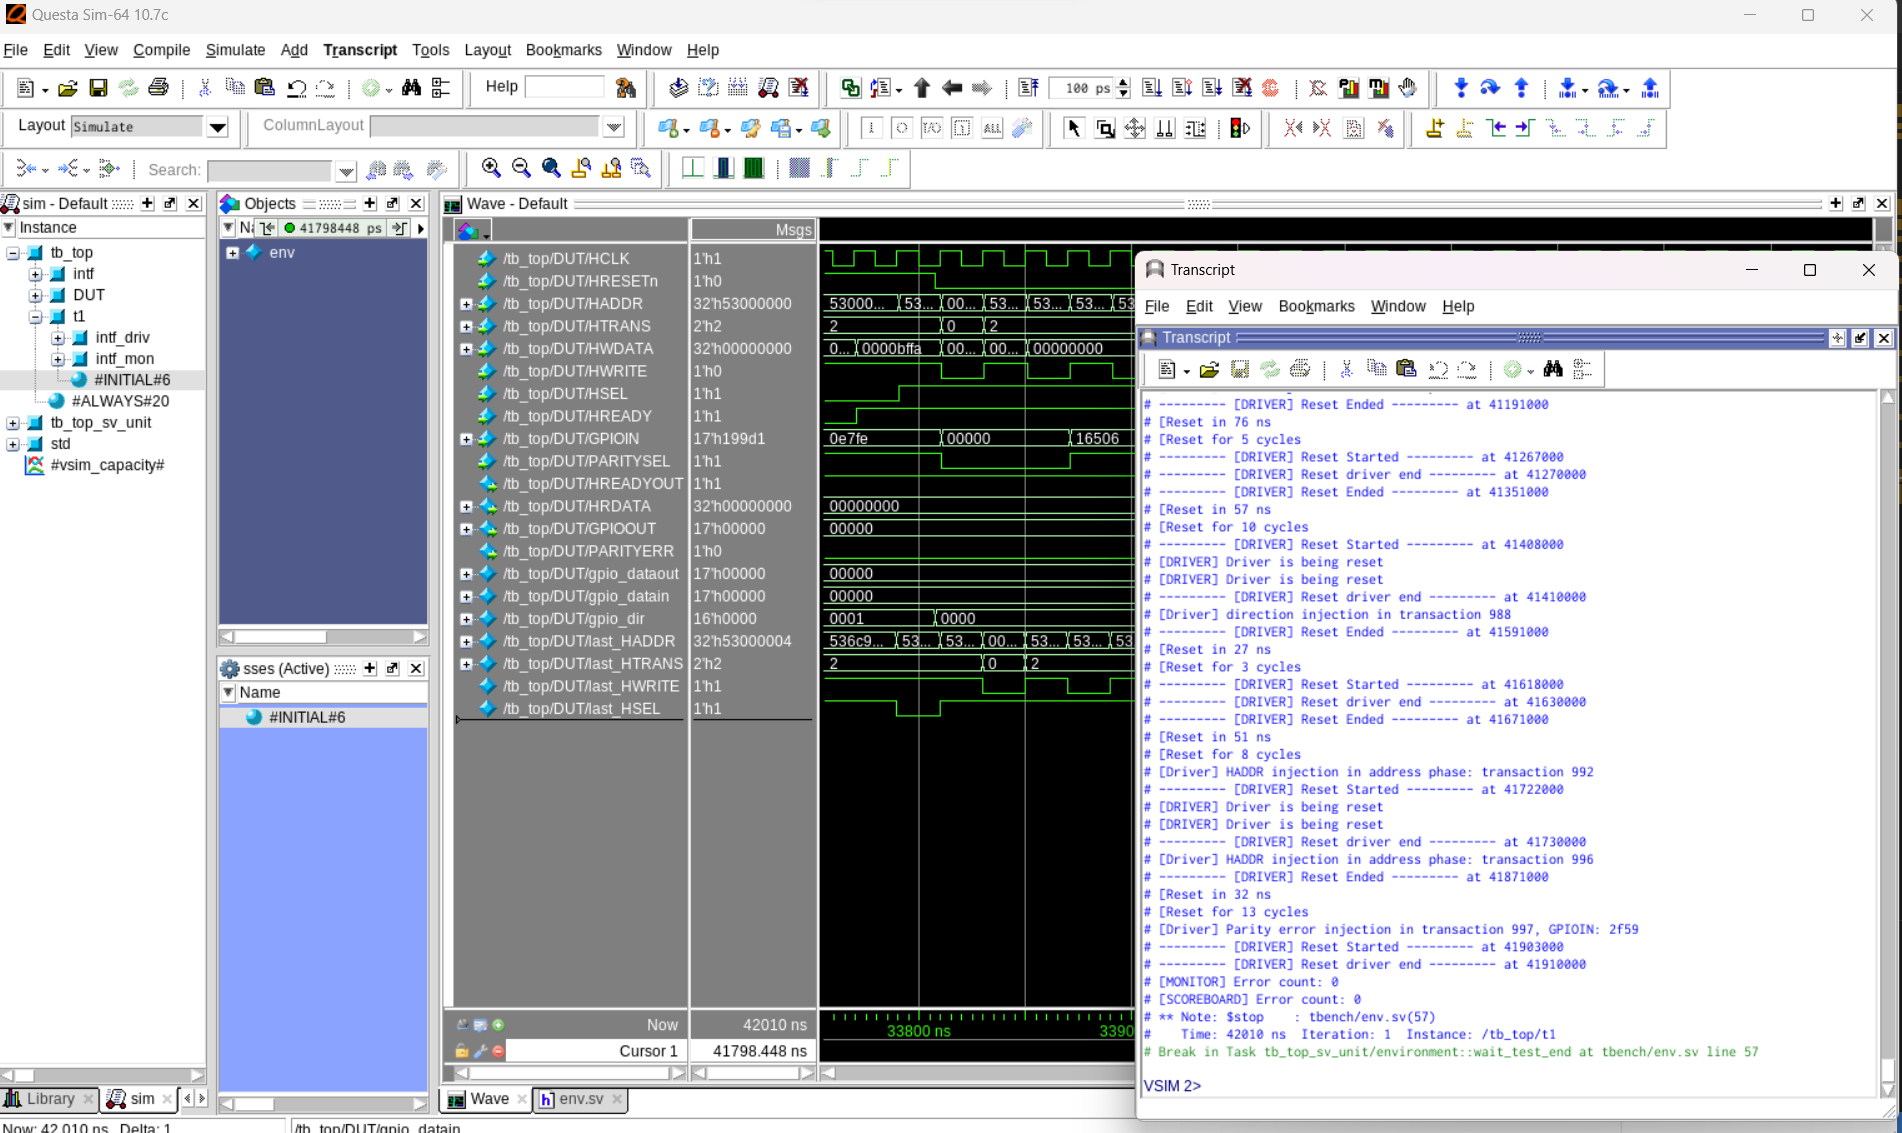 Questa Sim-64 10.7c
File Edit View Compile Simulate Add Transcript Tools Layout Bookmarks Window Help
Help
100 ps
Layout Simulate
ColumnLayout
Search:
sim - Default
Instance
tb_top
intf
DUT
t1
intf_driv
intf_mon
#INITIAL#6
#ALWAYS#20
tb_top_sv_unit
std
#vsim_capacity#
Library
sim
Objects
41798448 ps
env
sses (Active)
Name
#INITIAL#6
Wave - Default
Msgs
/tb_top/DUT/HCLK 1'h1
/tb_top/DUT/HRESETn 1'h0
/tb_top/DUT/HADDR 32'h53000000 53000... 53... 00... 53... 53... 53... 53
/tb_top/DUT/HTRANS 2'h2 2 0 2
/tb_top/DUT/HWDATA 32'h00000000 0... 0000bffa 00... 00... 00000000
/tb_top/DUT/HWRITE 1'h0
/tb_top/DUT/HSEL 1'h1
/tb_top/DUT/HREADY 1'h1
/tb_top/DUT/GPIOIN 17'h199d1 0e7fe 00000 16506
/tb_top/DUT/PARITYSEL 1'h1
/tb_top/DUT/HREADYOUT 1'h1
/tb_top/DUT/HRDATA 32'h00000000 00000000
/tb_top/DUT/GPIOOUT 17'h00000 00000
/tb_top/DUT/PARITYERR 1'h0
/tb_top/DUT/gpio_dataout 17'h00000 00000
/tb_top/DUT/gpio_datain 17'h00000 00000
/tb_top/DUT/gpio_dir 16'h0000 0001 0000
/tb_top/DUT/last_HADDR 32'h53000004 536c9... 53... 53... 00... 53... 53... 53
/tb_top/DUT/last_HTRANS 2'h2 2 0 2
/tb_top/DUT/last_HWRITE 1'h1
/tb_top/DUT/last_HSEL 1'h1
Now 42010 ns 33800 ns 3390
Cursor 1 41798.448 ns
Wave
env.sv
Now: 42,010 ns Delta: 1
/tb_top/DUT/gpio_datain
Transcript
File Edit View Bookmarks Window Help
Transcript
# --------- [DRIVER] Reset Ended --------- at 41191000
# [Reset in 76 ns
# [Reset for 5 cycles
# --------- [DRIVER] Reset Started --------- at 41267000
# --------- [DRIVER] Reset driver end --------- at 41270000
# --------- [DRIVER] Reset Ended --------- at 41351000
# [Reset in 57 ns
# [Reset for 10 cycles
# --------- [DRIVER] Reset Started --------- at 41408000
# [DRIVER] Driver is being reset
# [DRIVER] Driver is being reset
# --------- [DRIVER] Reset driver end --------- at 41410000
# [Driver] direction injection in transaction 988
# --------- [DRIVER] Reset Ended --------- at 41591000
# [Reset in 27 ns
# [Reset for 3 cycles
# --------- [DRIVER] Reset Started --------- at 41618000
# --------- [DRIVER] Reset driver end --------- at 41630000
# --------- [DRIVER] Reset Ended --------- at 41671000
# [Reset in 51 ns
# [Reset for 8 cycles
# [Driver] HADDR injection in address phase: transaction 992
# --------- [DRIVER] Reset Started --------- at 41722000
# [DRIVER] Driver is being reset
# [DRIVER] Driver is being reset
# --------- [DRIVER] Reset driver end --------- at 41730000
# [Driver] HADDR injection in address phase: transaction 996
# --------- [DRIVER] Reset Ended --------- at 41871000
# [Reset in 32 ns
# [Reset for 13 cycles
# [Driver] Parity error injection in transaction 997, GPIOIN: 2f59
# --------- [DRIVER] Reset Started --------- at 41903000
# --------- [DRIVER] Reset driver end --------- at 41910000
# [MONITOR] Error count: 0
# [SCOREBOARD] Error count: 0
# ** Note: $stop : tbench/env.sv(57)
# Time: 42010 ns Iteration: 1 Instance: /tb_top/t1
# Break in Task tb_top_sv_unit/environment::wait_test_end at tbench/env.sv line 57
VSIM 2>